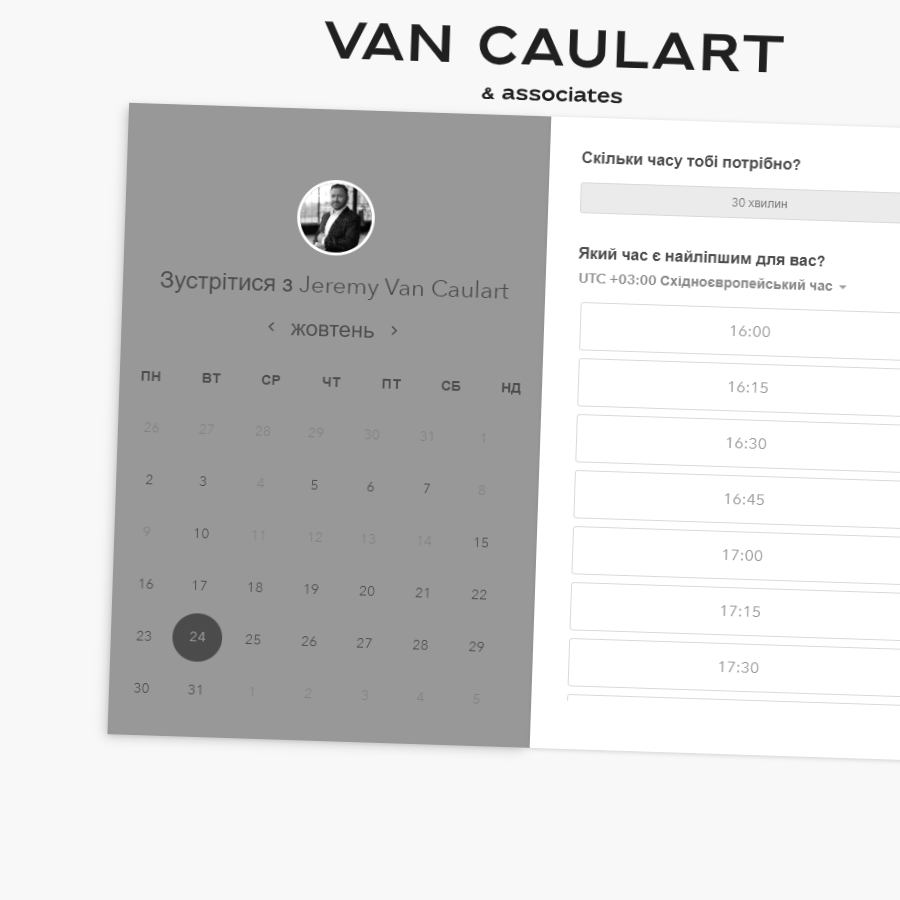 VAN CAULART
& associates
Зустрітися з Jeremy Van Caulart
жовтень
ПН ВТ СР ЧТ ПТ СБ НД
26 27 28 29 30 31 1
2 3 4 5 6 7 8
9 10 11 12 13 14 15
16 17 18 19 20 21 22
23 24 25 26 27 28 29
30 31 1 2 3 4 5
Скільки часу тобі потрібно?
30 хвилин
Який час є найліпшим для вас?
UTC +03:00 Східноєвропейський час
16:00
16:15
16:30
16:45
17:00
17:15
17:30